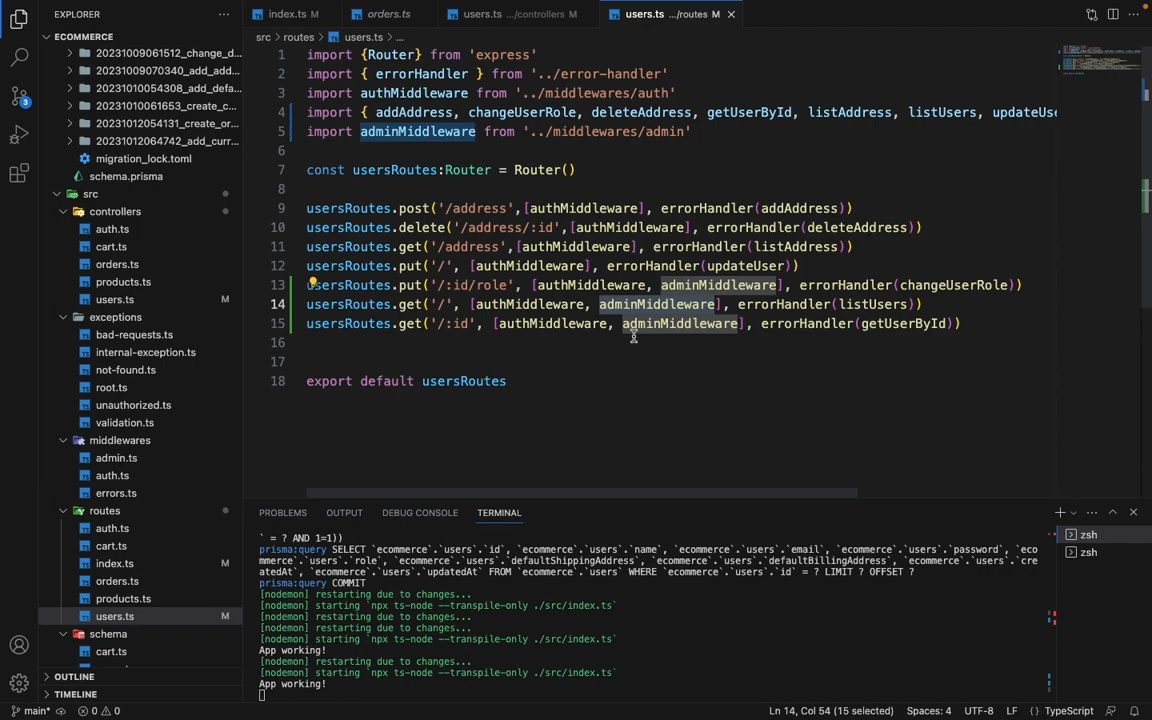 EXPLORER
ECOMMERCE
20231009061512_change_d...
20231009070340_add_add...
20231010054308_add_defa...
20231010061653_create_c...
20231012054131_create_or...
20231012064742_add_curr...
migration_lock.toml
schema.prisma
src
controllers
auth.ts
cart.ts
orders.ts
products.ts
users.ts M
exceptions
bad-requests.ts
internal-exception.ts
not-found.ts
root.ts
unauthorized.ts
validation.ts
middlewares
admin.ts
auth.ts
errors.ts
routes
auth.ts
cart.ts
index.ts M
orders.ts
products.ts
users.ts M
schema
cart.ts
OUTLINE
TIMELINE
3
index.ts M
orders.ts
users.ts .../controllers M
users.ts .../routes M
src > routes > users.ts > ...
1 import {Router} from 'express'
2 import { errorHandler } from '../error-handler'
3 import authMiddleware from '../middlewares/auth'
4 import { addAddress, changeUserRole, deleteAddress, getUserById, listAddress, listUsers, updateUse
5 import adminMiddleware from '../middlewares/admin'
6
7 const usersRoutes:Router = Router()
8
9 usersRoutes.post('/address',[authMiddleware], errorHandler(addAddress))
10 usersRoutes.delete('/address/:id',[authMiddleware], errorHandler(deleteAddress))
11 usersRoutes.get('/address',[authMiddleware], errorHandler(listAddress))
12 usersRoutes.put('/', [authMiddleware], errorHandler(updateUser))
13 usersRoutes.put('/:id/role', [authMiddleware, adminMiddleware], errorHandler(changeUserRole))
14 usersRoutes.get('/', [authMiddleware, adminMiddleware], errorHandler(listUsers))
15 usersRoutes.get('/:id', [authMiddleware, adminMiddleware], errorHandler(getUserById))
16
17
18 export default usersRoutes
PROBLEMS OUTPUT DEBUG CONSOLE TERMINAL
` = ? AND 1=1))
prisma:query SELECT `ecommerce`.`users`.`id`, `ecommerce`.`users`.`name`, `ecommerce`.`users`.`email`, `ecommerce`.`users`.`password`, `eco
mmerce`.`users`.`role`, `ecommerce`.`users`.`defaultShippingAddress`, `ecommerce`.`users`.`defaultBillingAddress`, `ecommerce`.`users`.`cre
atedAt`, `ecommerce`.`users`.`updatedAt` FROM `ecommerce`.`users` WHERE `ecommerce`.`users`.`id` = ? LIMIT ? OFFSET ?
prisma:query COMMIT
[nodemon] restarting due to changes...
[nodemon] starting `npx ts-node --transpile-only ./src/index.ts`
[nodemon] restarting due to changes...
[nodemon] restarting due to changes...
[nodemon] starting `npx ts-node --transpile-only ./src/index.ts`
App working!
[nodemon] restarting due to changes...
[nodemon] starting `npx ts-node --transpile-only ./src/index.ts`
App working!
zsh
zsh
main* 0 0 Ln 14, Col 54 (15 selected) Spaces: 4 UTF-8 LF { } TypeScript